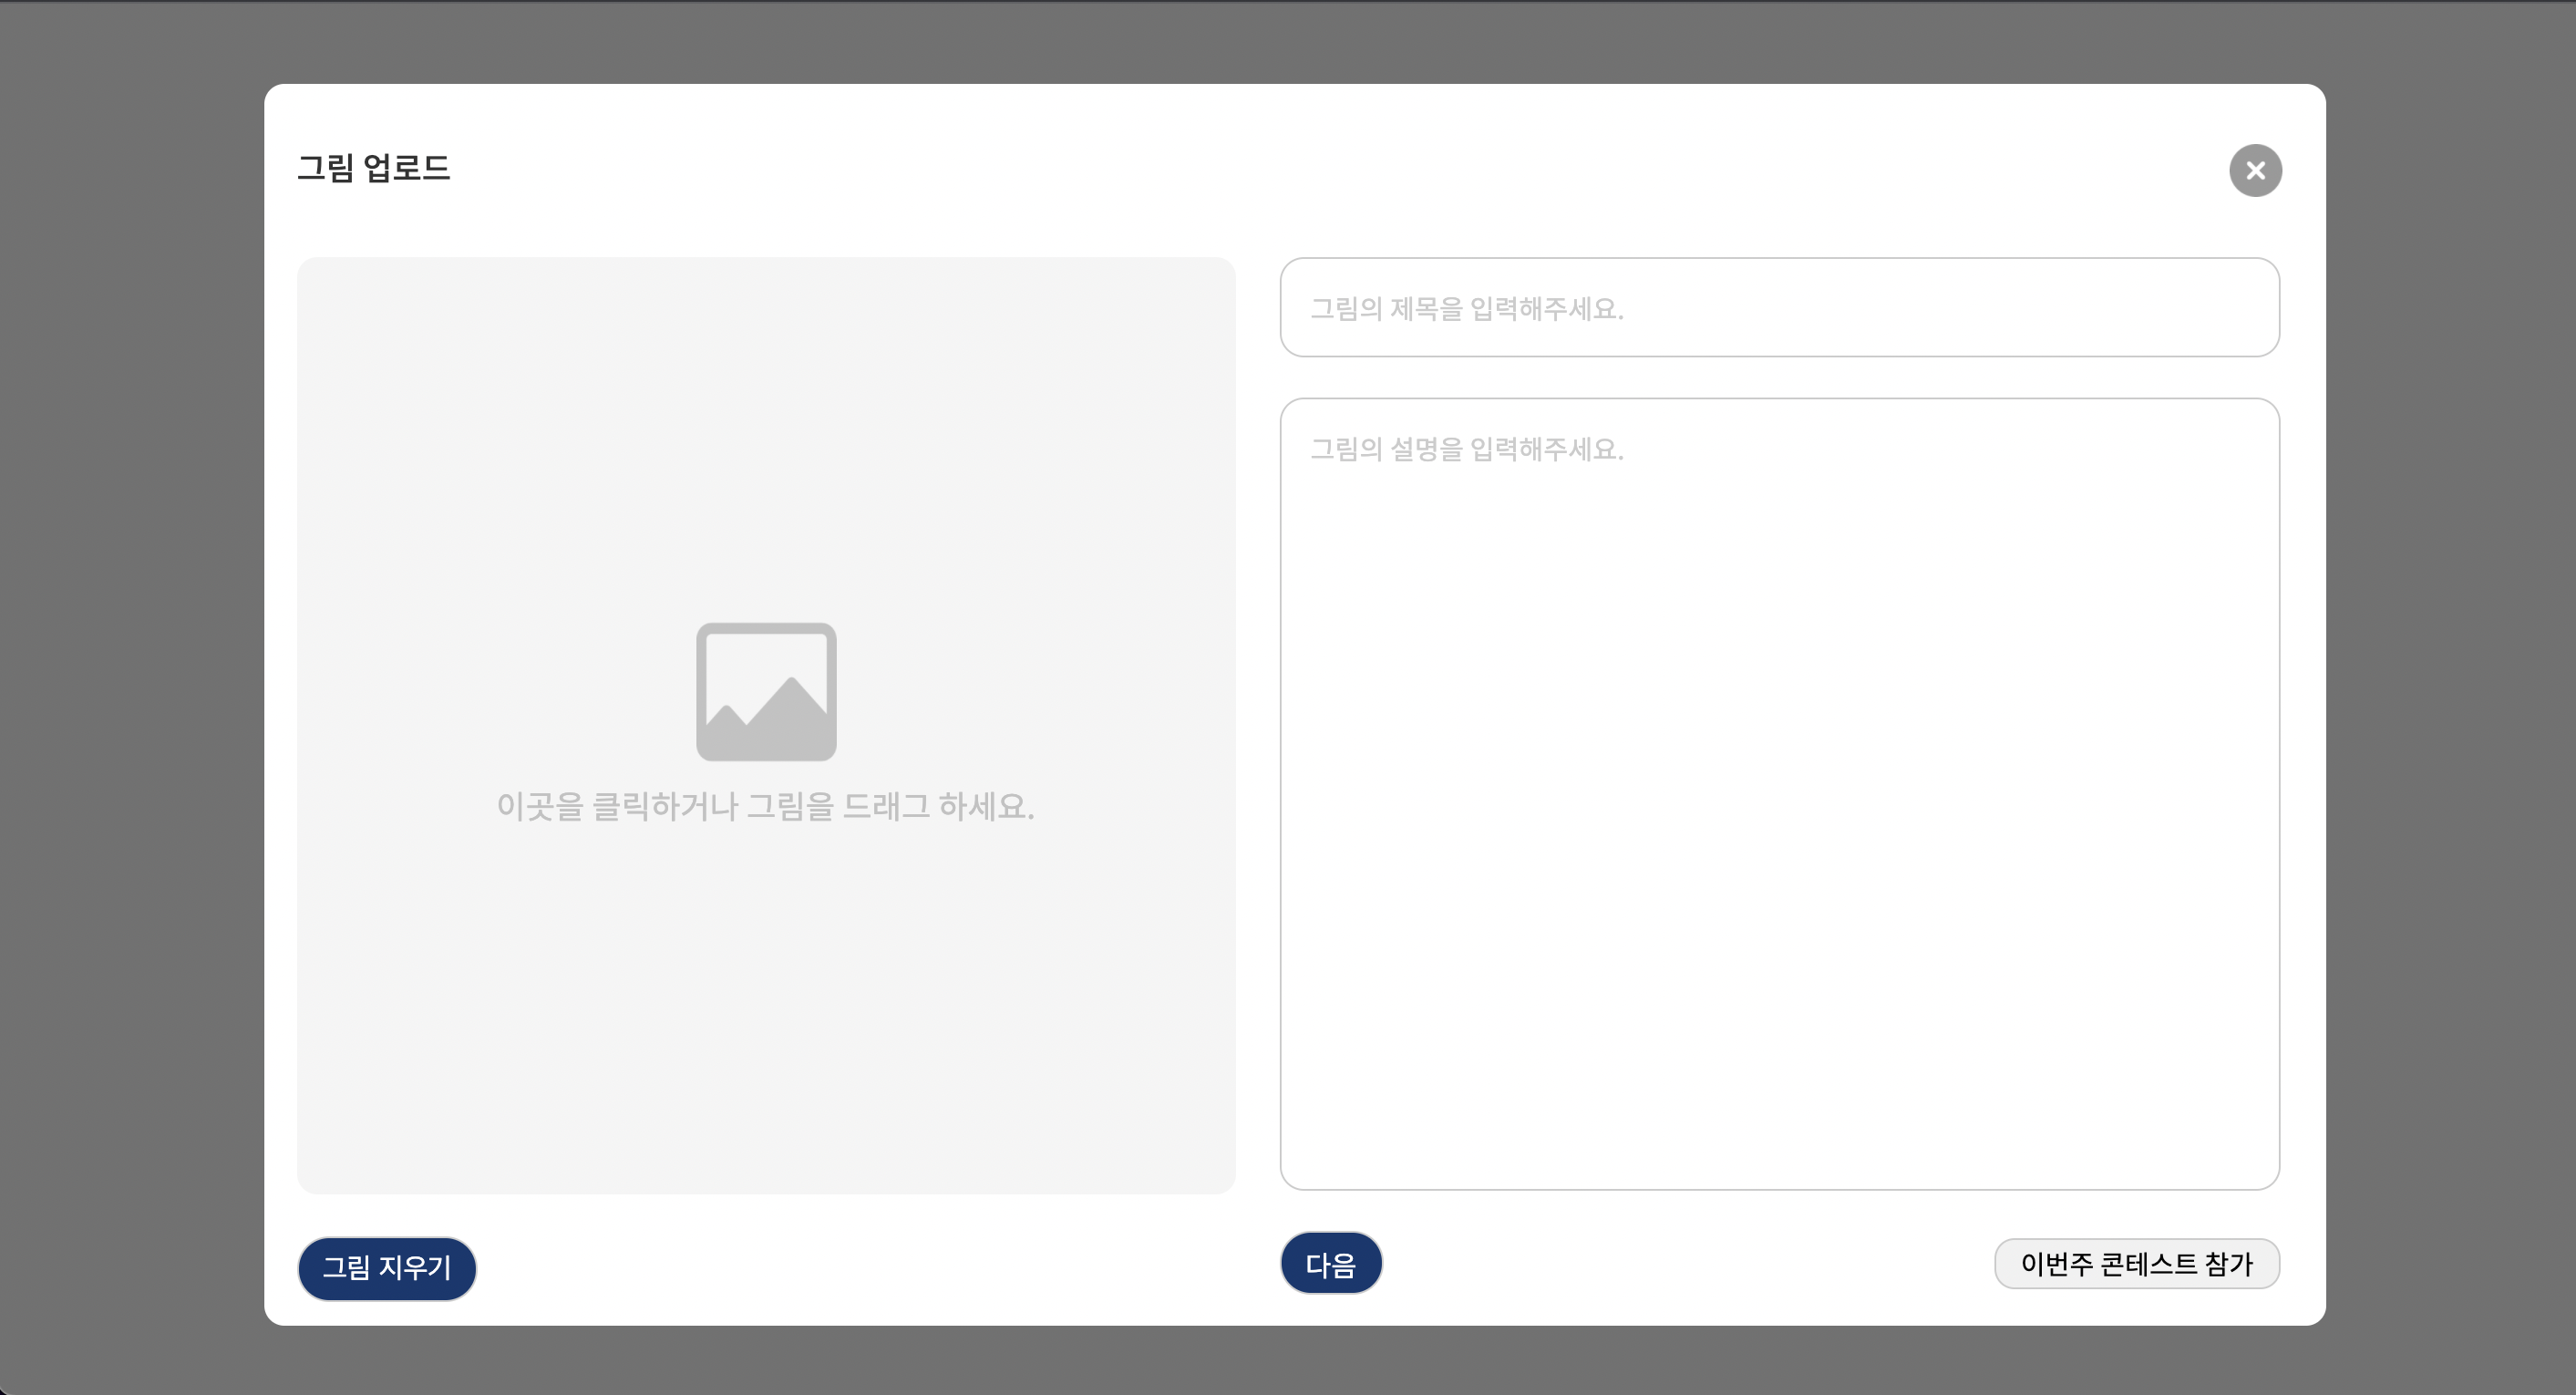 그림 업로드
그림의 제목을 입력해주세요.
그림의 설명을 입력해주세요.
이곳을 클릭하거나 그림을 드래그 하세요.
그림 지우기
다음
이번주 콘테스트 참가